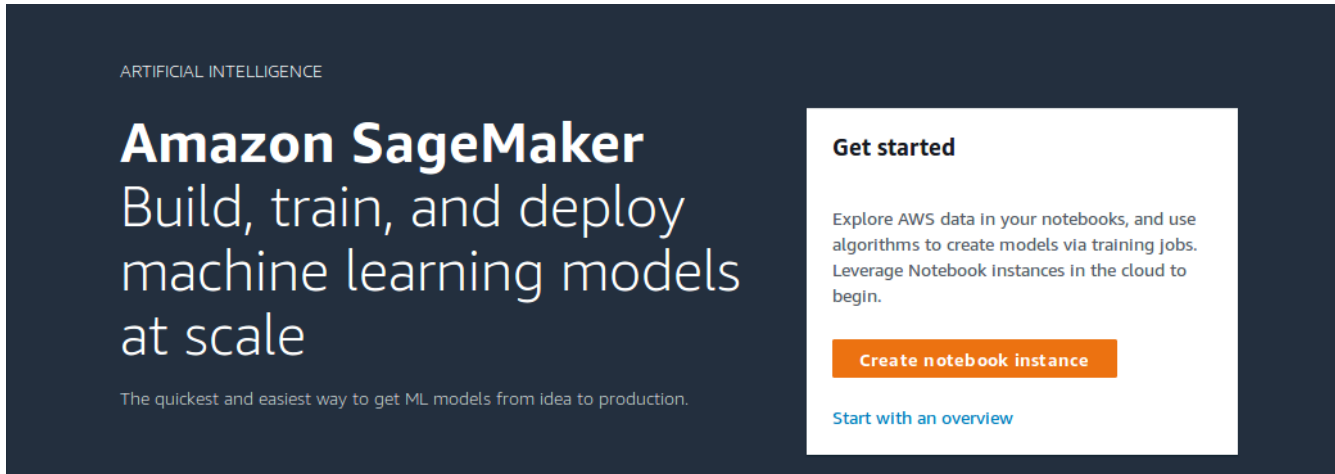 ARTIFICIAL INTELLIGENCE
Amazon SageMaker
Build, train, and deploy
machine learning models
at scale
The quickest and easiest way to get ML models from idea to production.
Get started
Explore AWS data in your notebooks, and use
algorithms to create models via training jobs.
Leverage Notebook instances in the cloud to
begin.
Create notebook instance
Start with an overview